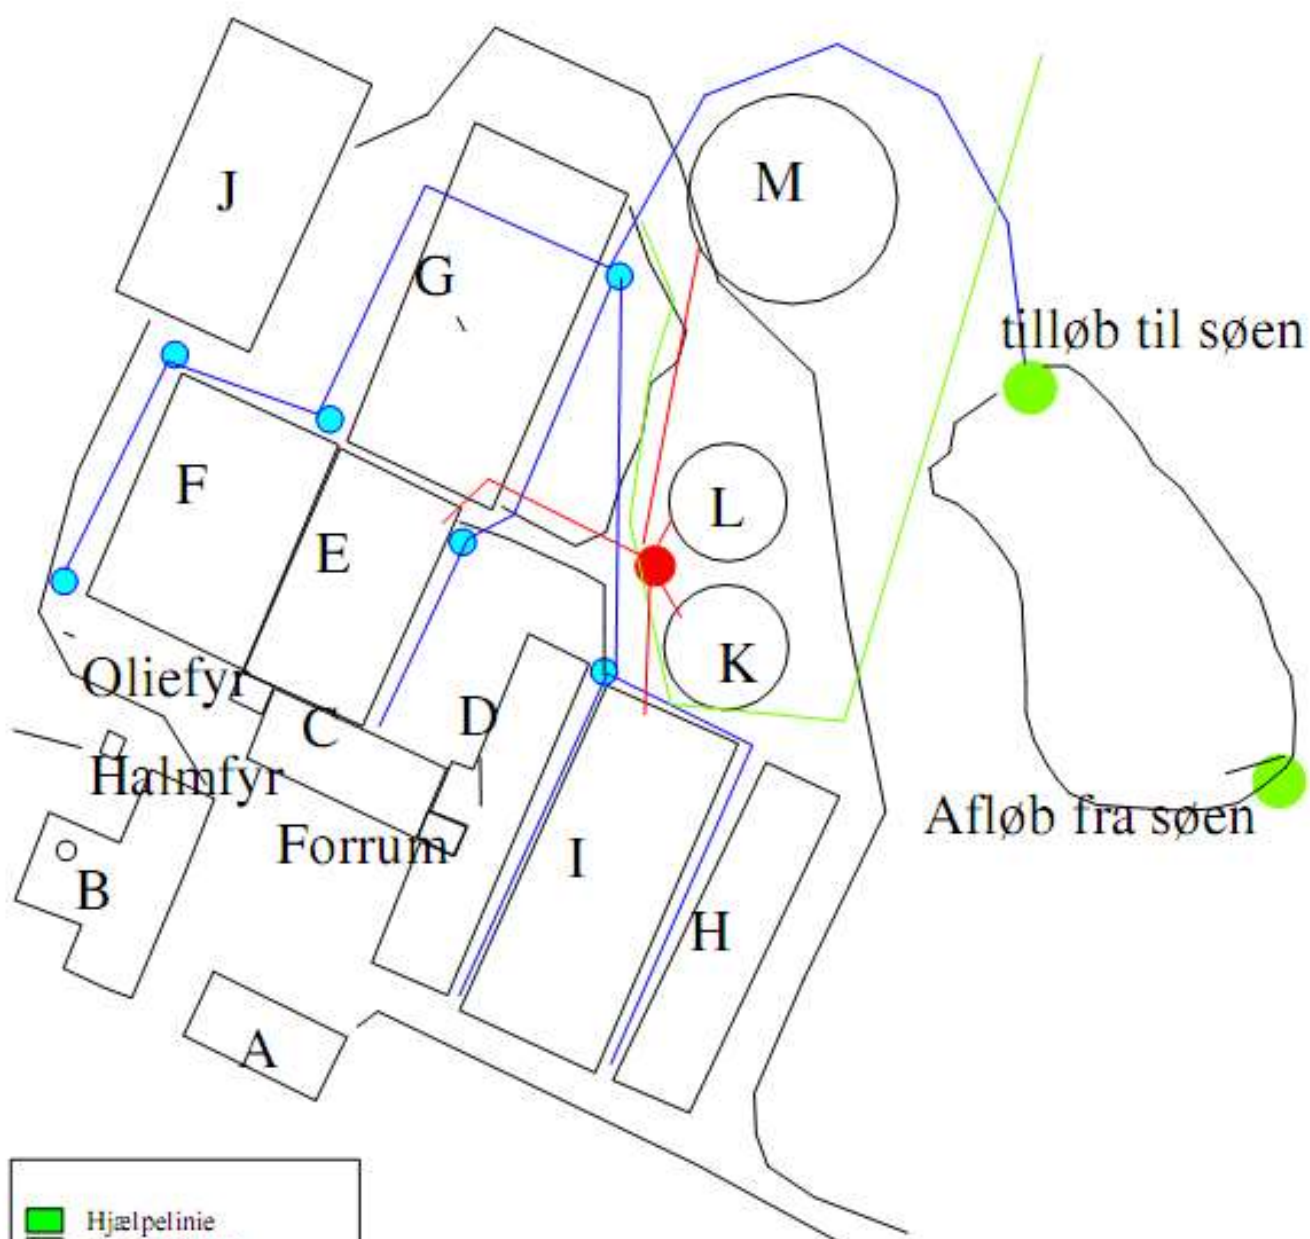 M
J
G
tilløb til søen
F
L
E
K
Oliefyr
D
C
Halmfyr
Afløb fra søen
Forrum
I
B
H
A
Hjælpelinie